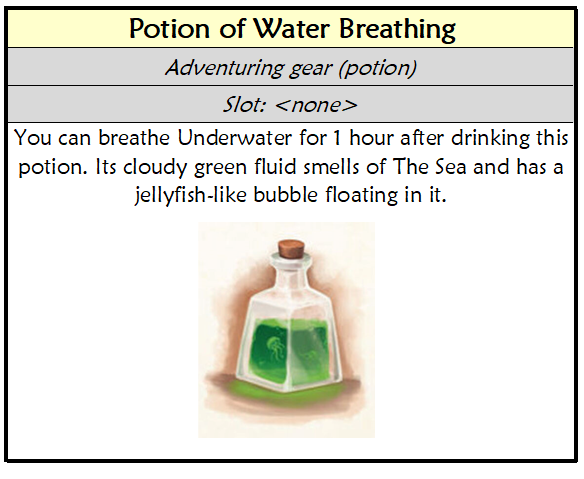 Potion of Water Breathing
Adventuring gear (potion)
Slot: <none>
You can breathe Underwater for 1 hour after drinking this
potion. Its cloudy green fluid smells of The Sea and has a
jellyfish-like bubble floating in it.